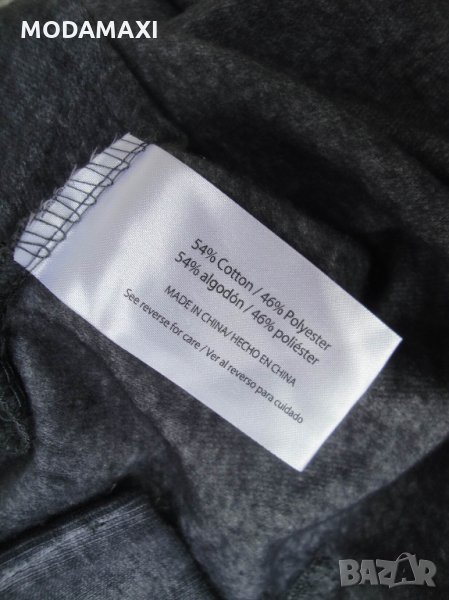 MODAMAXI
54% Cotton / 46% Polyester
54% algodón / 46% poliéster
MADE IN CHINA/ HECHO EN CHINA
See reverse for care / Ver al reverso para cuidado
BAZAR